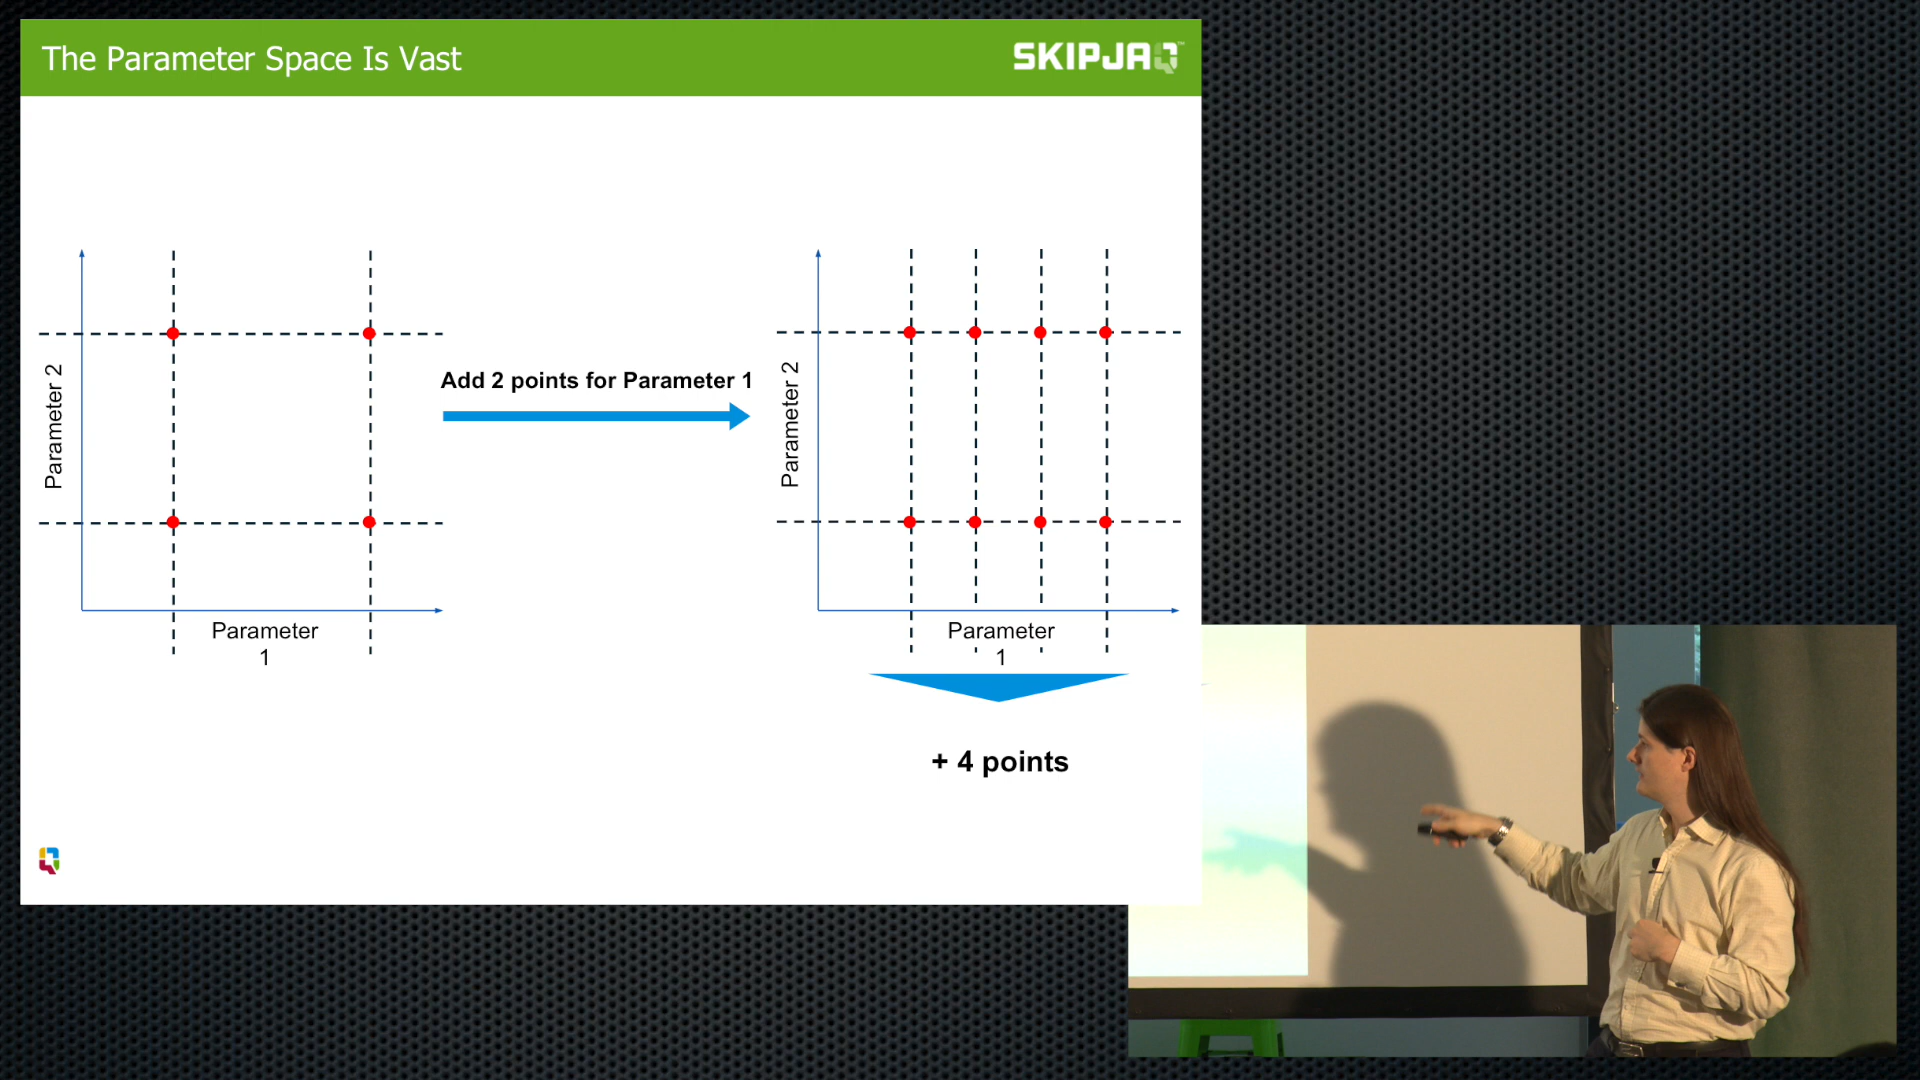 The Parameter Space Is Vast
SKIPJAQ™
Parameter 2
Parameter
1
Add 2 points for Parameter 1
Parameter 2
Parameter
1
+ 4 points